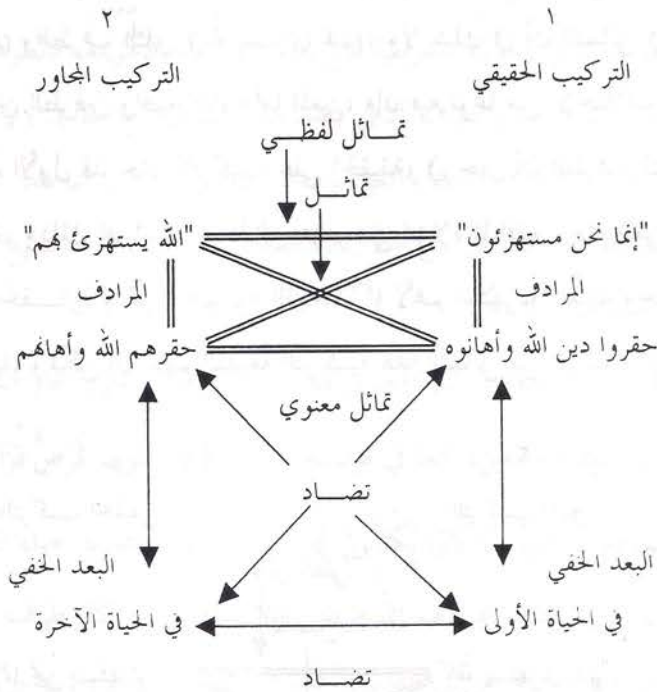 ١ ٢
التركيب الحقيقي التركيب المجاور
تماثل لفظي
تماثل
"إنما نحن مستهزئون" "الله يستهزئ بهم"
المرادف المرادف
حقروا دين الله وأهانوه حقرهم الله وأهانهم
تماثل معنوي
تضاد
البعد الخفي البعد الخفي
في الحياة الأولى في الحياة الآخرة
تضاد